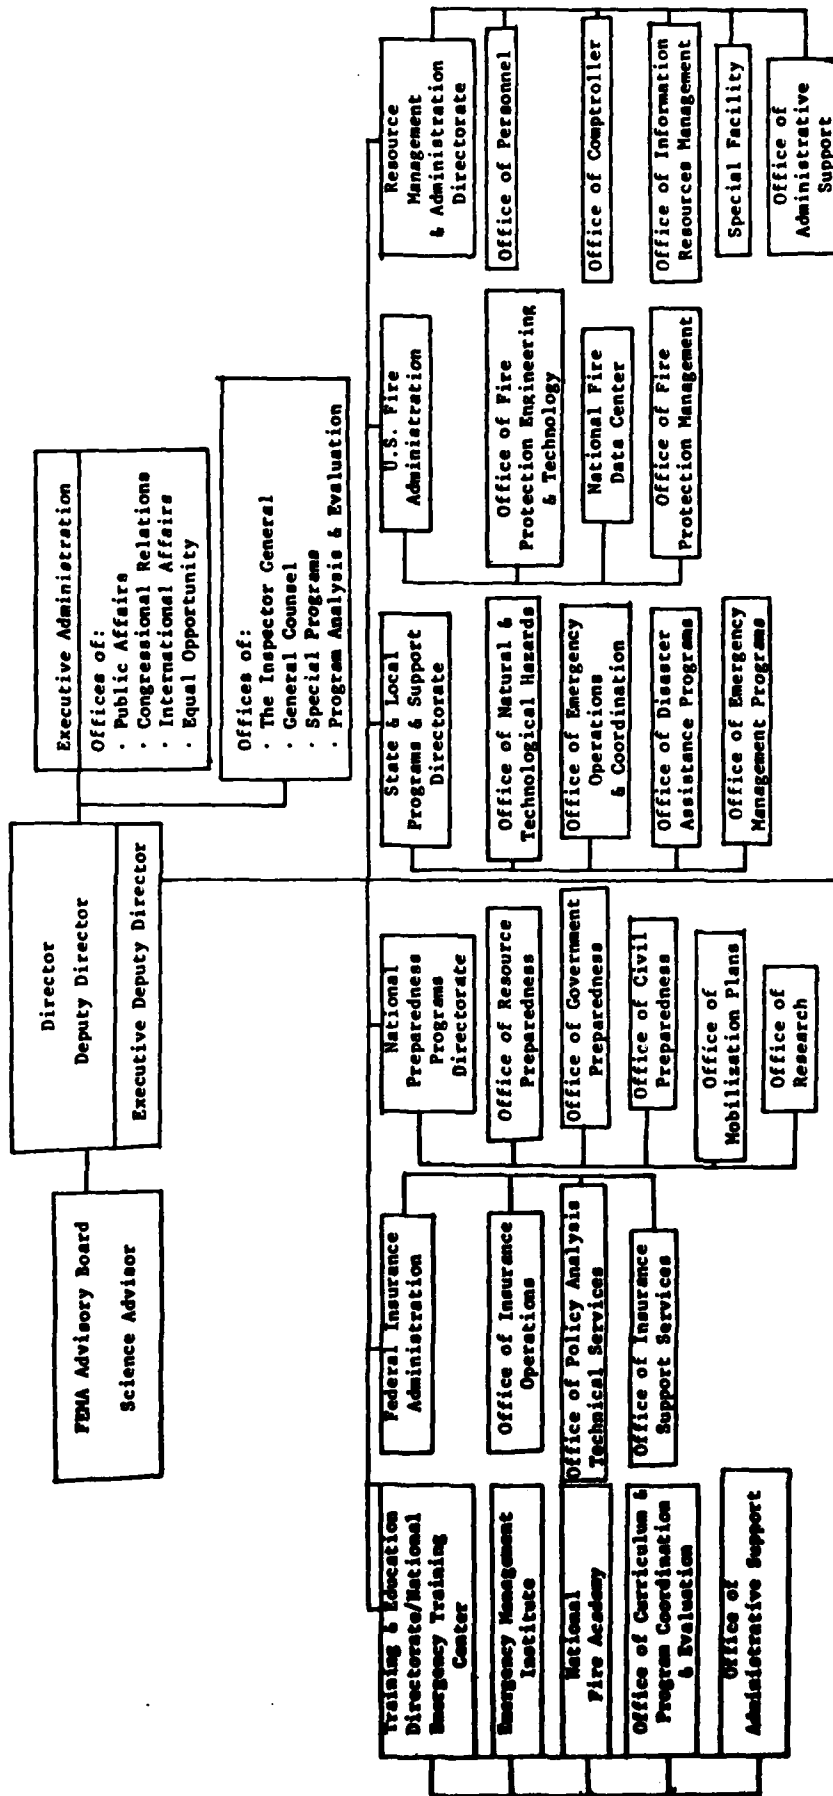 Director
Deputy Director
Executive Deputy Director
FEMA Advisory Board
Science Advisor
Executive Administration
Offices of:
· Public Affairs
· Congressional Relations
· International Affairs
· Equal Opportunity
Offices of:
· The Inspector General
· General Counsel
· Special Programs
· Program Analysis & Evaluation
Training & Education
Directorate/National
Emergency Training
Center
Emergency Management
Institute
National
Fire Academy
Office of Curriculum &
Program Coordination
& Evaluation
Office of
Administrative Support
Federal Insurance
Administration
Office of Insurance
Operations
Office of Policy Analysis
Technical Services
Office of Insurance
Support Services
National
Preparedness
Programs
Directorate
Office of Resource
Preparedness
Office of Government
Preparedness
Office of Civil
Preparedness
Office of
Mobilization Plans
Office of
Research
State & Local
Programs & Support
Directorate
Office of Natural &
Technological Hazards
Office of Emergency
Operations
& Coordination
Office of Disaster
Assistance Programs
Office of Emergency
Management Programs
U.S. Fire
Administration
Office of Fire
Protection Engineering
& Technology
National Fire
Data Center
Office of Fire
Protection Management
Resource
Management
& Administration
Directorate
Office of Personnel
Office of Comptroller
Office of Information
Resources Management
Special Facility
Office of
Administrative
Support